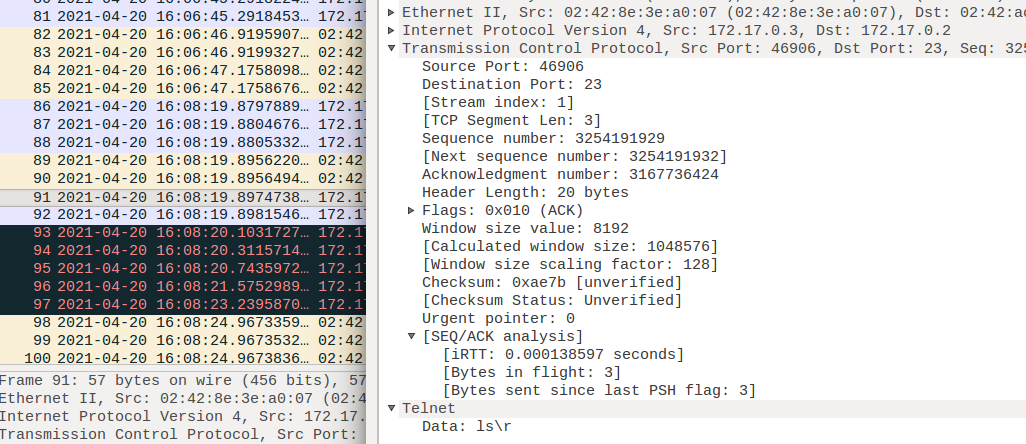 81 2021-04-20 16:06:45.2918453… 172.17
82 2021-04-20 16:06:46.9195907… 02:42
83 2021-04-20 16:06:46.9199327… 02:42
84 2021-04-20 16:06:47.1758098… 02:42
85 2021-04-20 16:06:47.1758676… 02:42
86 2021-04-20 16:08:19.8797889… 172.17
87 2021-04-20 16:08:19.8804676… 172.17
88 2021-04-20 16:08:19.8805332… 172.17
89 2021-04-20 16:08:19.8956220… 02:42
90 2021-04-20 16:08:19.8956494… 02:42
91 2021-04-20 16:08:19.8974738… 172.17
92 2021-04-20 16:08:19.8981546… 172.17
93 2021-04-20 16:08:20.1031727… 172.17
94 2021-04-20 16:08:20.3115714… 172.17
95 2021-04-20 16:08:20.7435972… 172.17
96 2021-04-20 16:08:21.5752989… 172.17
97 2021-04-20 16:08:23.2395870… 172.17
98 2021-04-20 16:08:24.9673359… 02:42
99 2021-04-20 16:08:24.9673532… 02:42
100 2021-04-20 16:08:24.9673836… 02:42
Frame 91: 57 bytes on wire (456 bits), 57
Ethernet II, Src: 02:42:8e:3e:a0:07 (02:4
Internet Protocol Version 4, Src: 172.17.
Transmission Control Protocol, Src Port:
Ethernet II, Src: 02:42:8e:3e:a0:07 (02:42:8e:3e:a0:07), Dst: 02:42:a
Internet Protocol Version 4, Src: 172.17.0.3, Dst: 172.17.0.2
Transmission Control Protocol, Src Port: 46906, Dst Port: 23, Seq: 325
Source Port: 46906
Destination Port: 23
[Stream index: 1]
[TCP Segment Len: 3]
Sequence number: 3254191929
[Next sequence number: 3254191932]
Acknowledgment number: 3167736424
Header Length: 20 bytes
Flags: 0x010 (ACK)
Window size value: 8192
[Calculated window size: 1048576]
[Window size scaling factor: 128]
Checksum: 0xae7b [unverified]
[Checksum Status: Unverified]
Urgent pointer: 0
[SEQ/ACK analysis]
[iRTT: 0.000138597 seconds]
[Bytes in flight: 3]
[Bytes sent since last PSH flag: 3]
Telnet
Data: ls\r